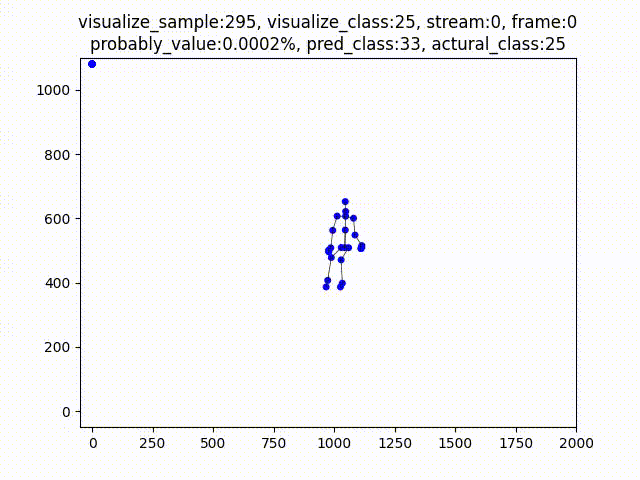 visualize_sample:295, visualize_class:25, stream:0, frame:0
probably_value:0.0002%, pred_class:33, actural_class:25
1000
800
600
400
200
0
0 250 500 750 1000 1250 1500 1750 2000